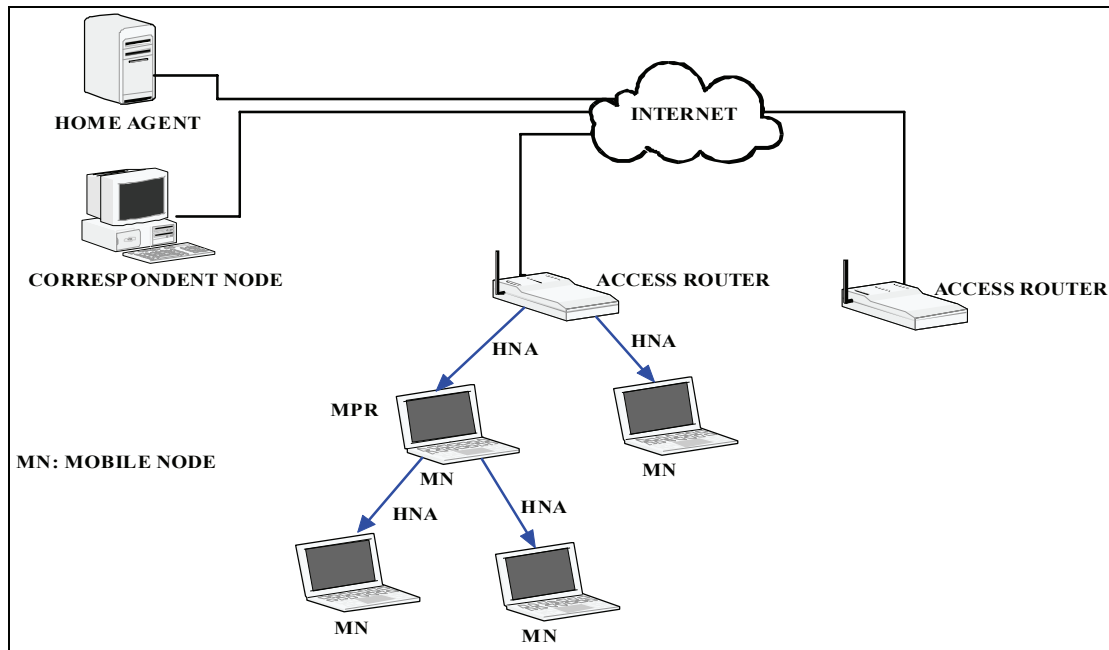 INTERNET
HOME AGENT
CORRESPONDENT NODE
ACCESS ROUTER
ACCESS ROUTER
HNA
HNA
MPR
MN: MOBILE NODE
MN
MN
HNA
HNA
MN
MN